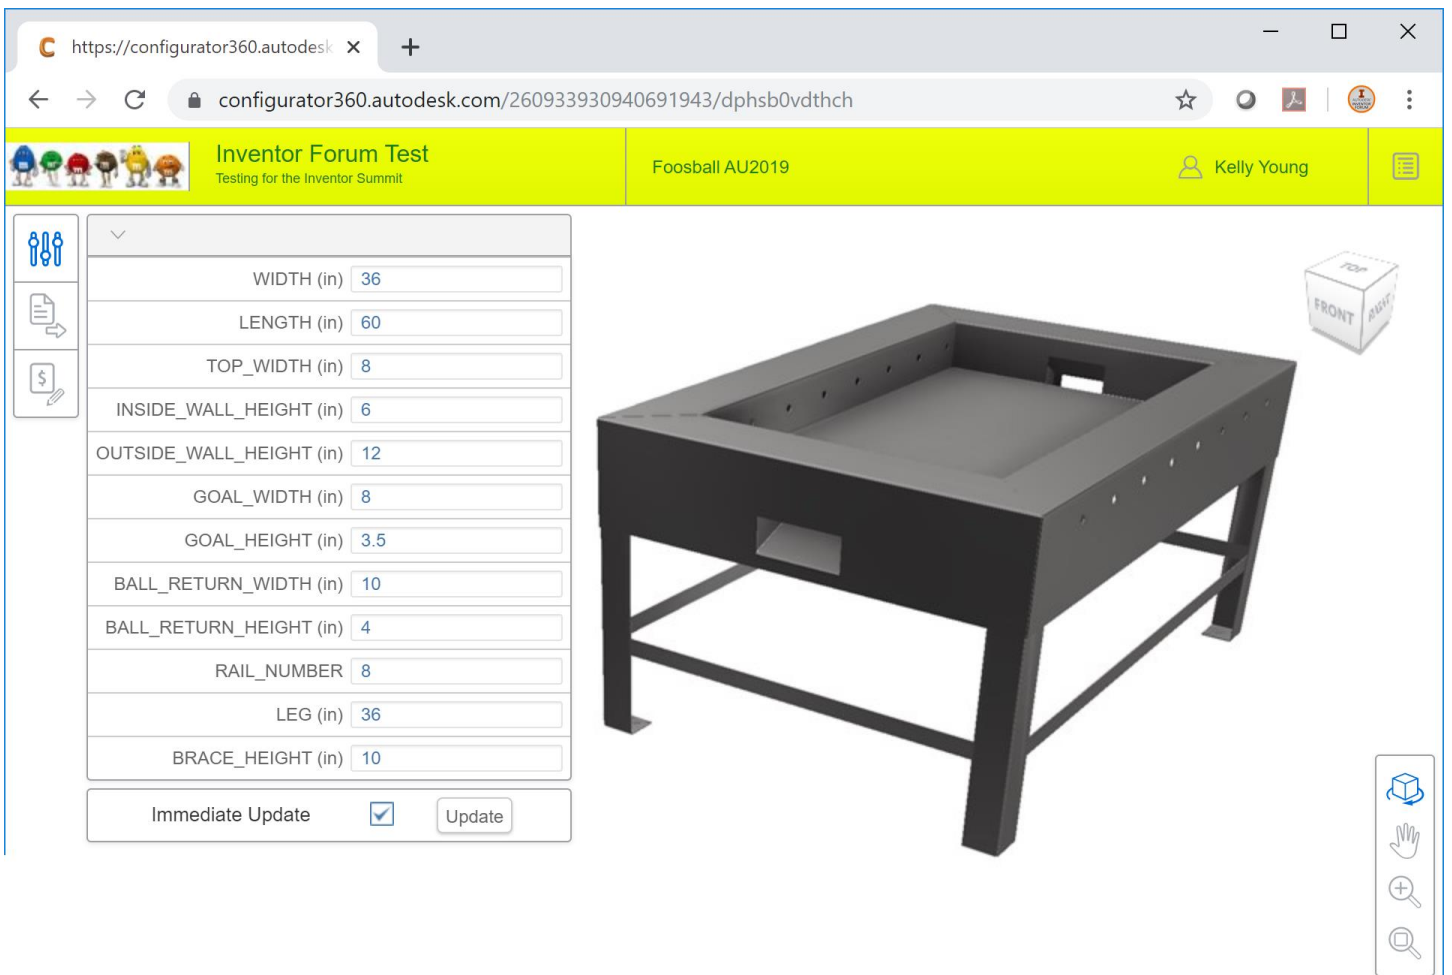 https://configurator360.autodesk
configurator360.autodesk.com/260933930940691943/dphsb0vdthch
Inventor Forum Test
Testing for the Inventor Summit
Foosball AU2019
Kelly Young
WIDTH (in) 36
LENGTH (in) 60
TOP_WIDTH (in) 8
INSIDE_WALL_HEIGHT (in) 6
OUTSIDE_WALL_HEIGHT (in) 12
GOAL_WIDTH (in) 8
GOAL_HEIGHT (in) 3.5
BALL_RETURN_WIDTH (in) 10
BALL_RETURN_HEIGHT (in) 4
RAIL_NUMBER 8
LEG (in) 36
BRACE_HEIGHT (in) 10
Immediate Update
Update
TOP
FRONT
RIGHT